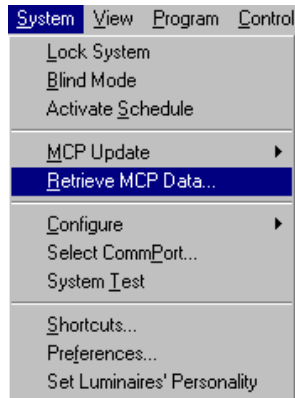 System View Program Control
Lock System
Blind Mode
Activate Schedule
MCP Update
Retrieve MCP Data...
Configure
Select CommPort...
System Test
Shortcuts...
Preferences...
Set Luminaires' Personality